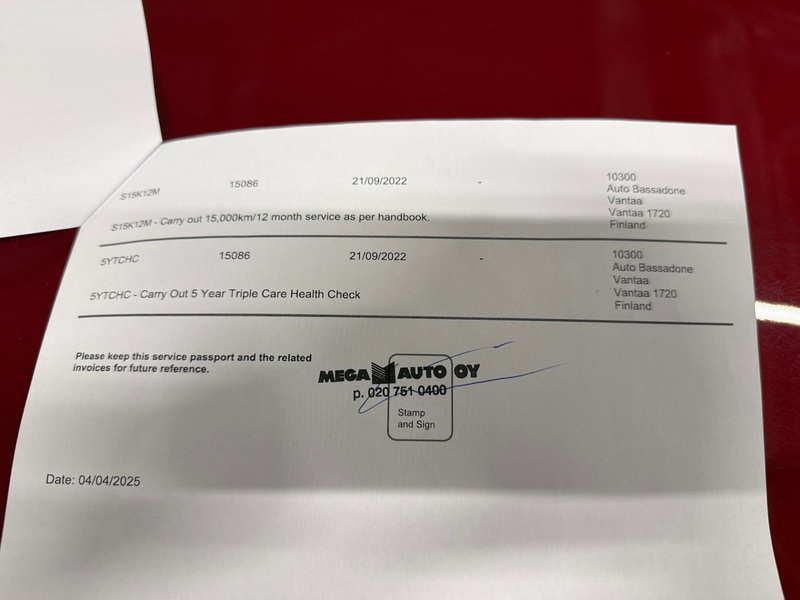 S15K12M 15086 21/09/2022 - 10300
Auto Bassadone
Vantaa
Vantaa 1720
Finland
S15K12M - Carry out 15,000km/12 month service as per handbook.
5YTCHC 15086 21/09/2022 - 10300
Auto Bassadone
Vantaa
Vantaa 1720
Finland
5YTCHC - Carry Out 5 Year Triple Care Health Check
Please keep this service passport and the related
invoices for future reference.
MEGA AUTO OY
p. 020 751 0400
Stamp
and Sign
Date: 04/04/2025